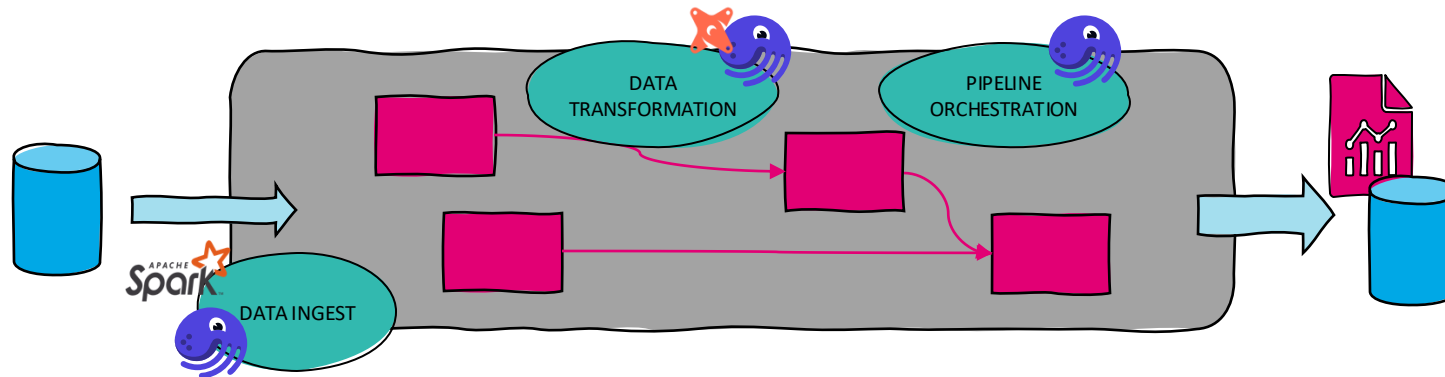 DATA
TRANSFORMATION
PIPELINE
ORCHESTRATION
APACHE
Spark
DATA INGEST